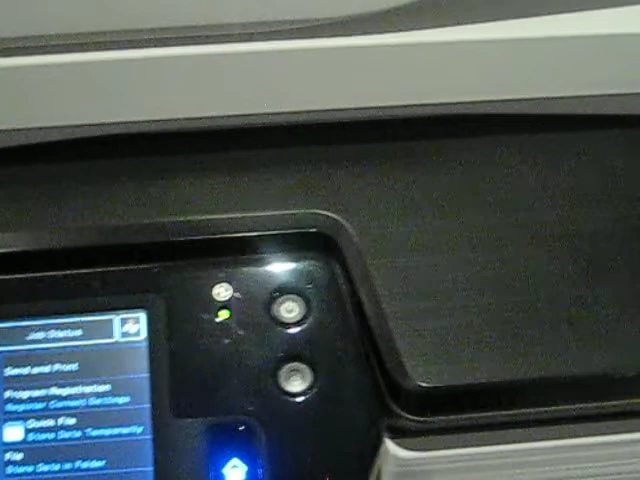 Job Status
Send and Print
Program Registration
Register Current Settings
Quick File
Store Data Temporarily
File
Store Data in Folder